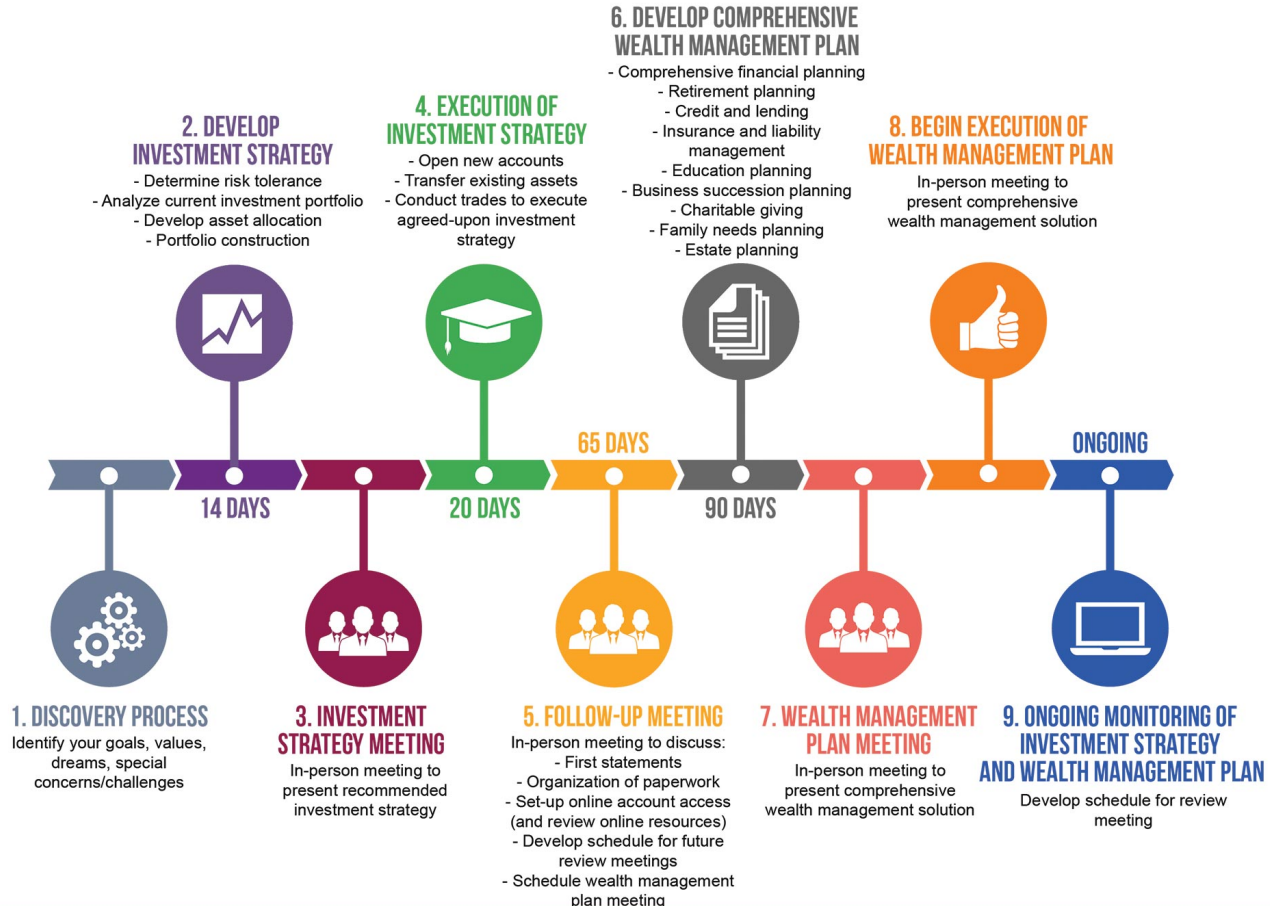 1. DISCOVERY PROCESS
Identify your goals, values,
dreams, special
concerns/challenges
2. DEVELOP
INVESTMENT STRATEGY
- Determine risk tolerance
- Analyze current investment portfolio
- Develop asset allocation
- Portfolio construction
14 DAYS
3. INVESTMENT
STRATEGY MEETING
In-person meeting to
present recommended
investment strategy
4. EXECUTION OF
INVESTMENT STRATEGY
- Open new accounts
- Transfer existing assets
- Conduct trades to execute
agreed-upon investment
strategy
20 DAYS
65 DAYS
5. FOLLOW-UP MEETING
In-person meeting to discuss:
- First statements
- Organization of paperwork
- Set-up online account access
(and review online resources)
- Develop schedule for future
review meetings
- Schedule wealth management
plan meeting
6. DEVELOP COMPREHENSIVE
WEALTH MANAGEMENT PLAN
- Comprehensive financial planning
- Retirement planning
- Credit and lending
- Insurance and liability
management
- Education planning
- Business succession planning
- Charitable giving
- Family needs planning
- Estate planning
90 DAYS
7. WEALTH MANAGEMENT
PLAN MEETING
In-person meeting to
present comprehensive
wealth management solution
8. BEGIN EXECUTION OF
WEALTH MANAGEMENT PLAN
In-person meeting to
present comprehensive
wealth management solution
ONGOING
9. ONGOING MONITORING OF
INVESTMENT STRATEGY
AND WEALTH MANAGEMENT PLAN
Develop schedule for review
meeting